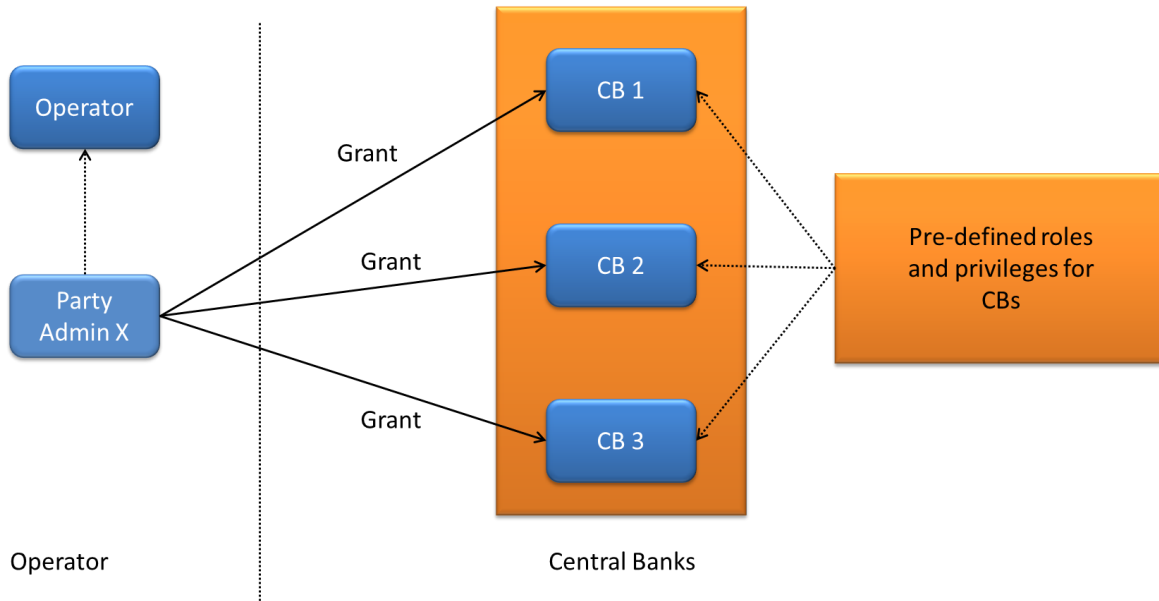 Operator
Party
Admin X
Grant
Grant
Grant
CB 1
CB 2
CB 3
Pre-defined roles
and privileges for
CBs
Operator
Central Banks